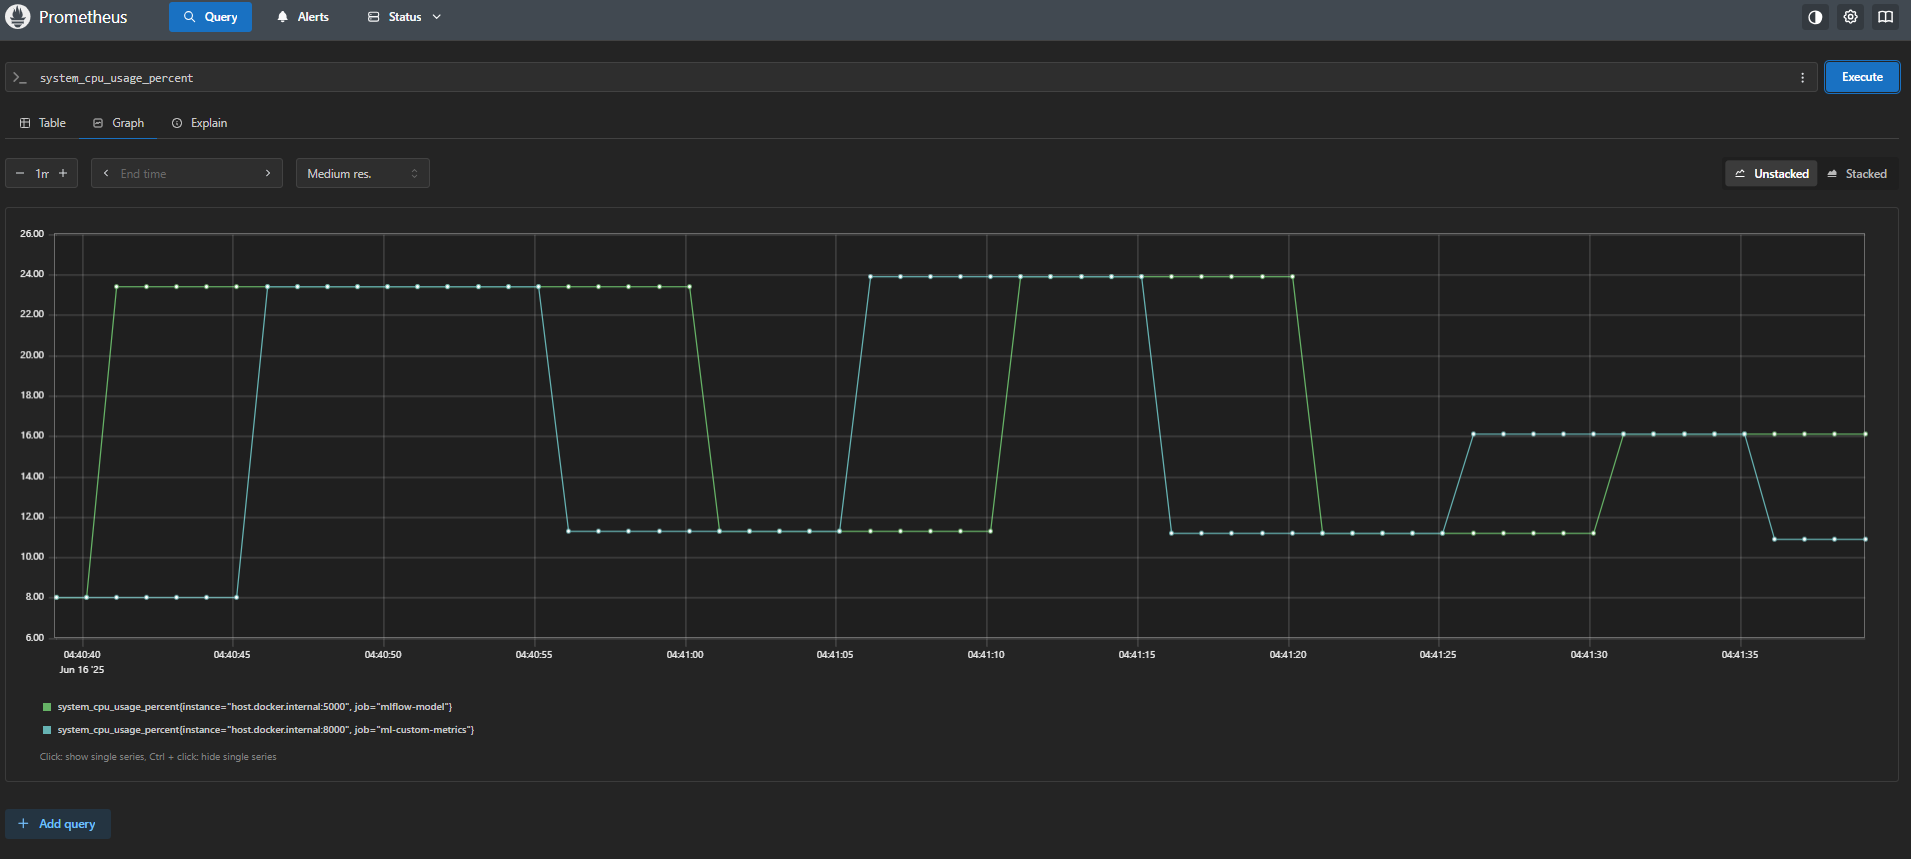 Prometheus Query Alerts Status
system_cpu_usage_percent Execute
Table Graph Explain
1m End time Medium res. Unstacked Stacked
26.00
24.00
22.00
20.00
18.00
16.00
14.00
12.00
10.00
8.00
6.00
04:40:40 04:40:45 04:40:50 04:40:55 04:41:00 04:41:05 04:41:10 04:41:15 04:41:20 04:41:25 04:41:30 04:41:35
Jun 16 '25
system_cpu_usage_percent{instance="host.docker.internal:5000", job="mlflow-model"}
system_cpu_usage_percent{instance="host.docker.internal:8000", job="ml-custom-metrics"}
Click: show single series, Ctrl + click: hide single series
Add query